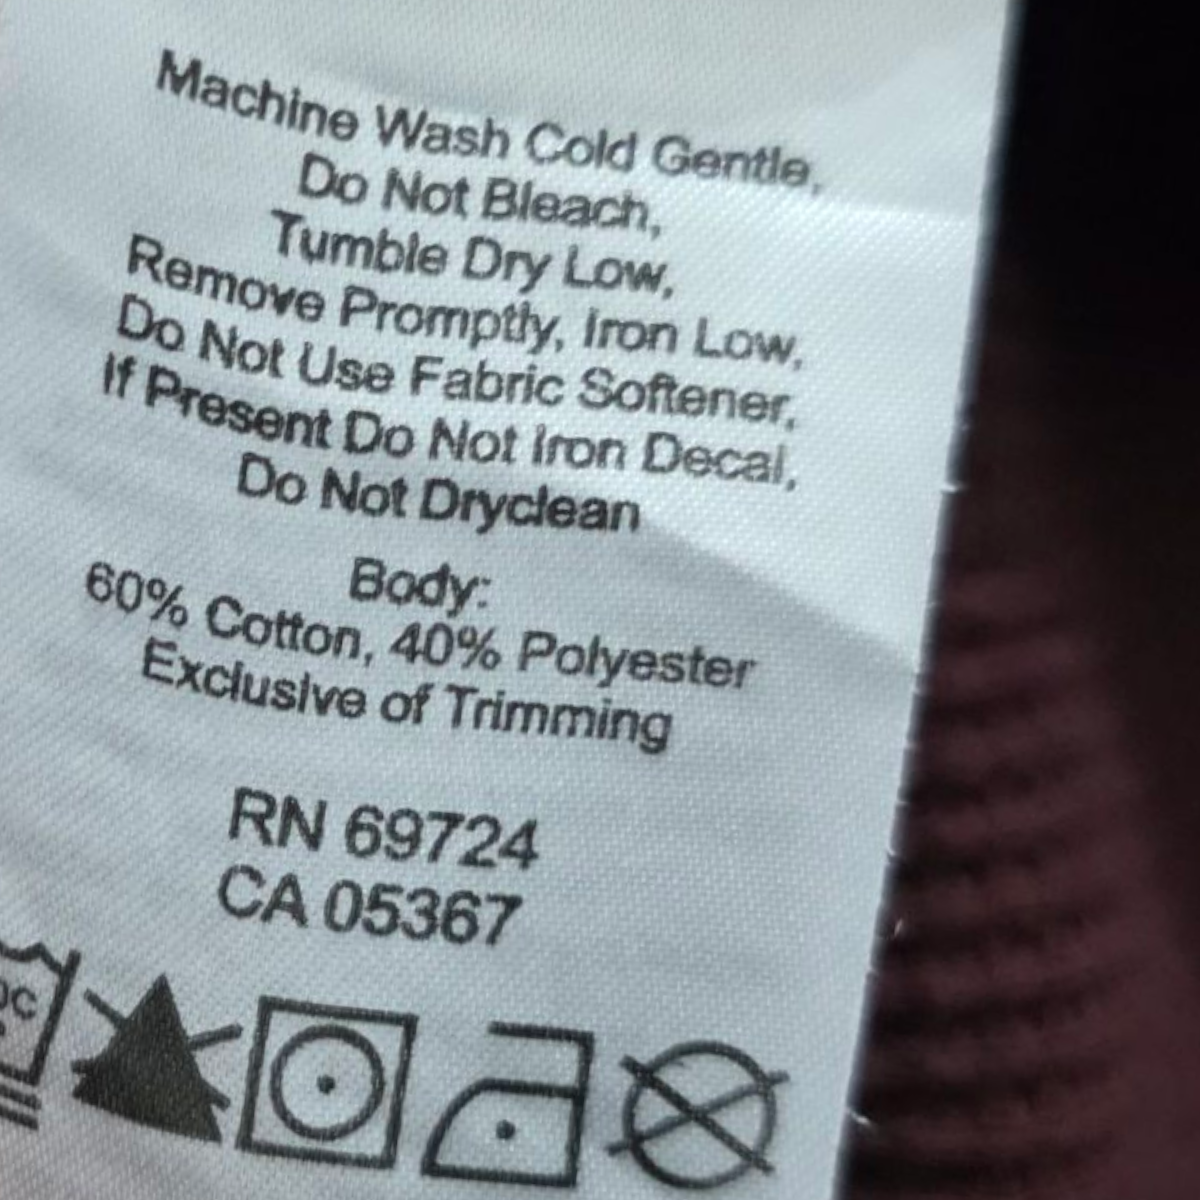 Machine Wash Cold Gentle,
Do Not Bleach,
Tumble Dry Low,
Remove Promptly, Iron Low,
Do Not Use Fabric Softener,
If Present Do Not Iron Decal,
Do Not Dryclean
Body:
60% Cotton, 40% Polyester
Exclusive of Trimming
RN 69724
CA 05367